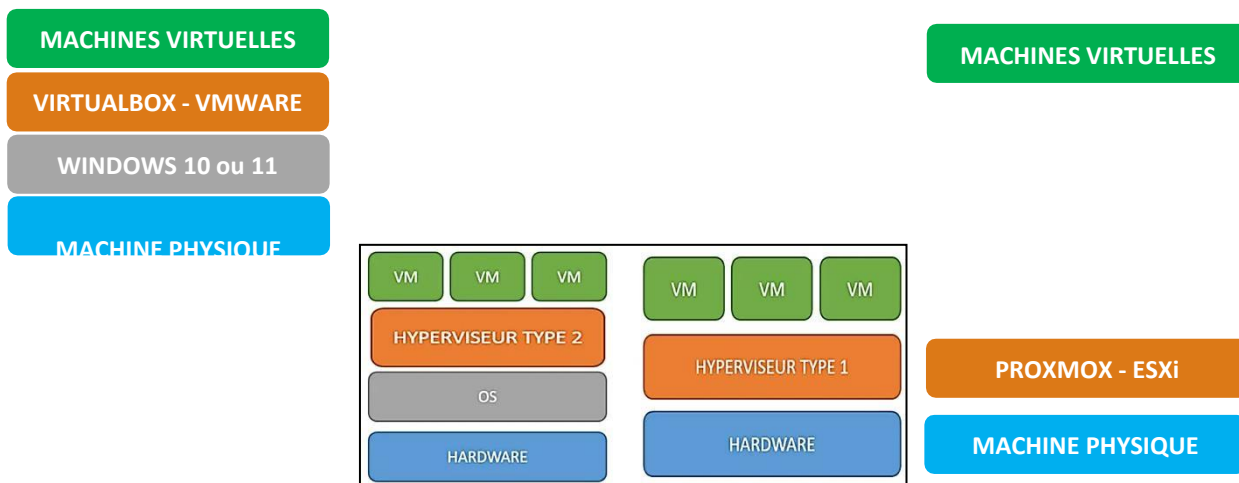 MACHINES VIRTUELLES
VIRTUALBOX - VMWARE
WINDOWS 10 ou 11
MACHINE PHYSIQUE
VM VM VM
HYPERVISEUR TYPE 2
OS
HARDWARE
VM VM VM
HYPERVISEUR TYPE 1
HARDWARE
MACHINES VIRTUELLES
PROXMOX - ESXi
MACHINE PHYSIQUE